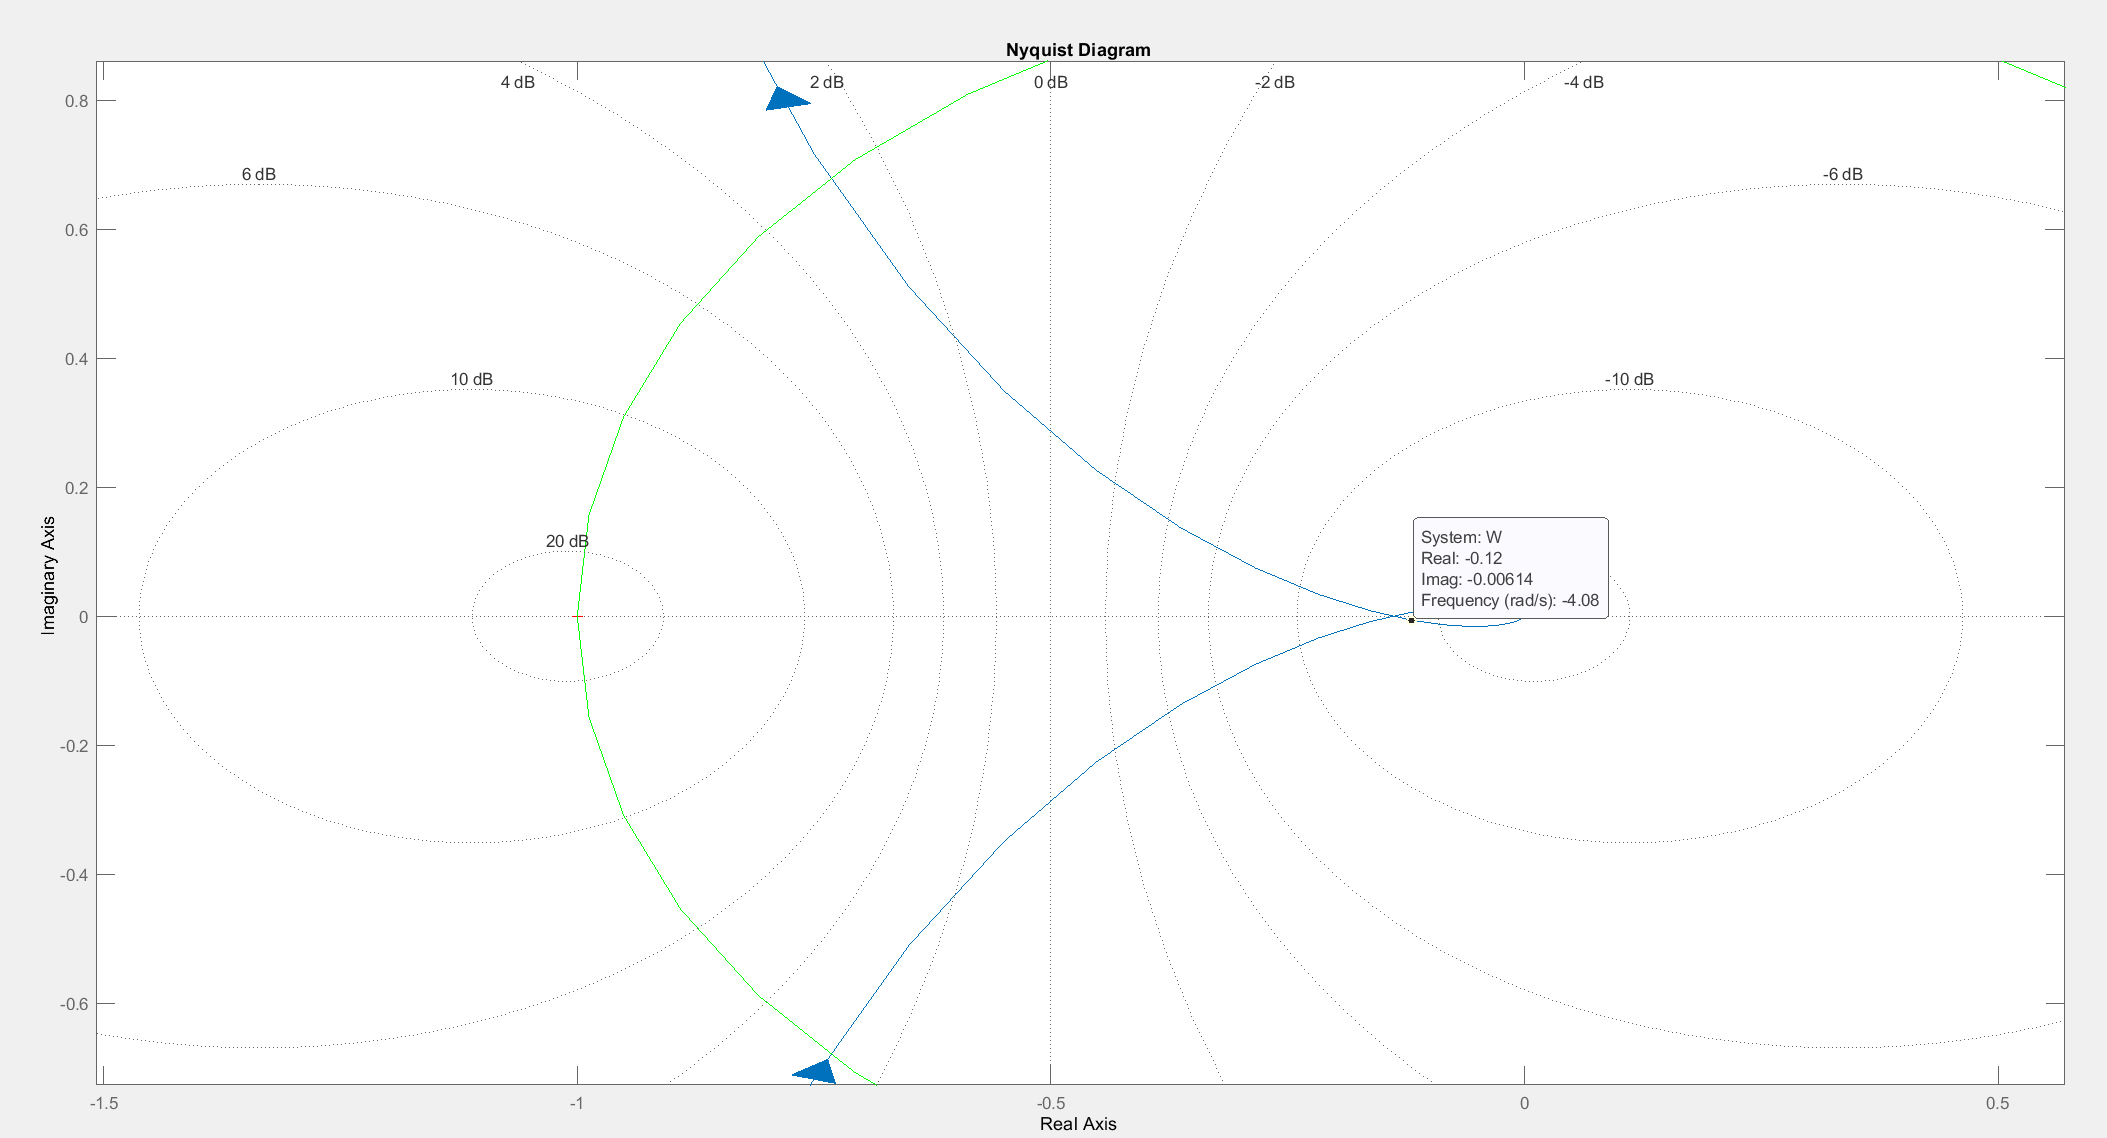 Nyquist Diagram
4 dB
2 dB
0 dB
-2 dB
-4 dB
0.8
6 dB
-6 dB
0.6
0.4
10 dB
-10 dB
0.2
20 dB
System: W
Real: -0.12
Imag: -0.00614
Frequency (rad/s): -4.08
Imaginary Axis
0
-0.2
-0.4
-0.6
-1.5
-1
-0.5
0
0.5
Real Axis